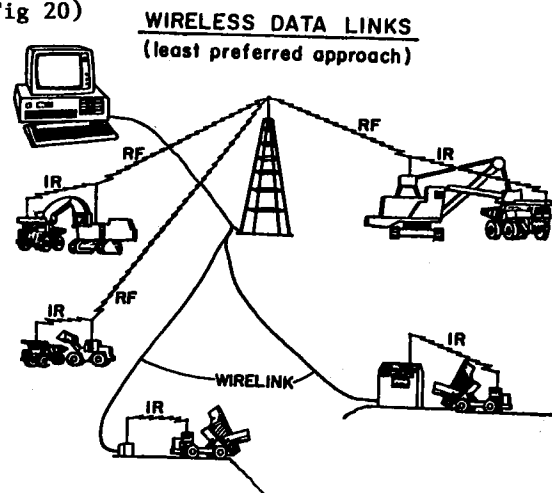 Fig 20)
WIRELESS DATA LINKS
(least preferred approach)
RF
RF
IR
IR
RF
IR
IR
WIRELINK
IR